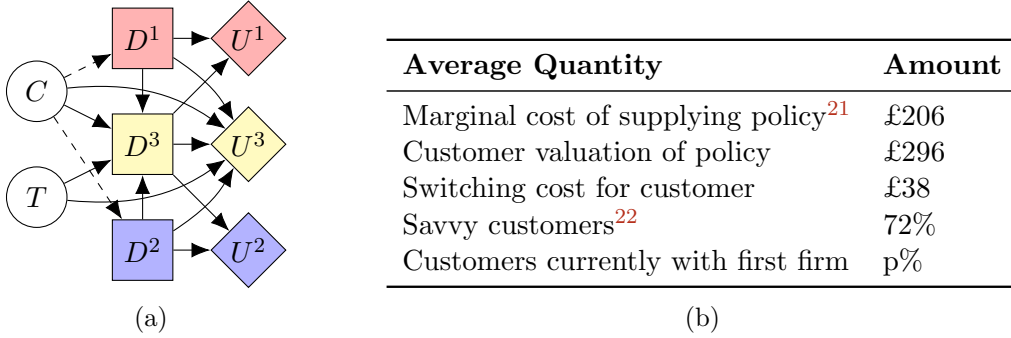 D¹ U¹
C
D³ U³
T
D² U²
(a)
Average Quantity Amount
Marginal cost of supplying policy²¹ £206
Customer valuation of policy £296
Switching cost for customer £38
Savvy customers²² 72%
Customers currently with first firm p%
(b)